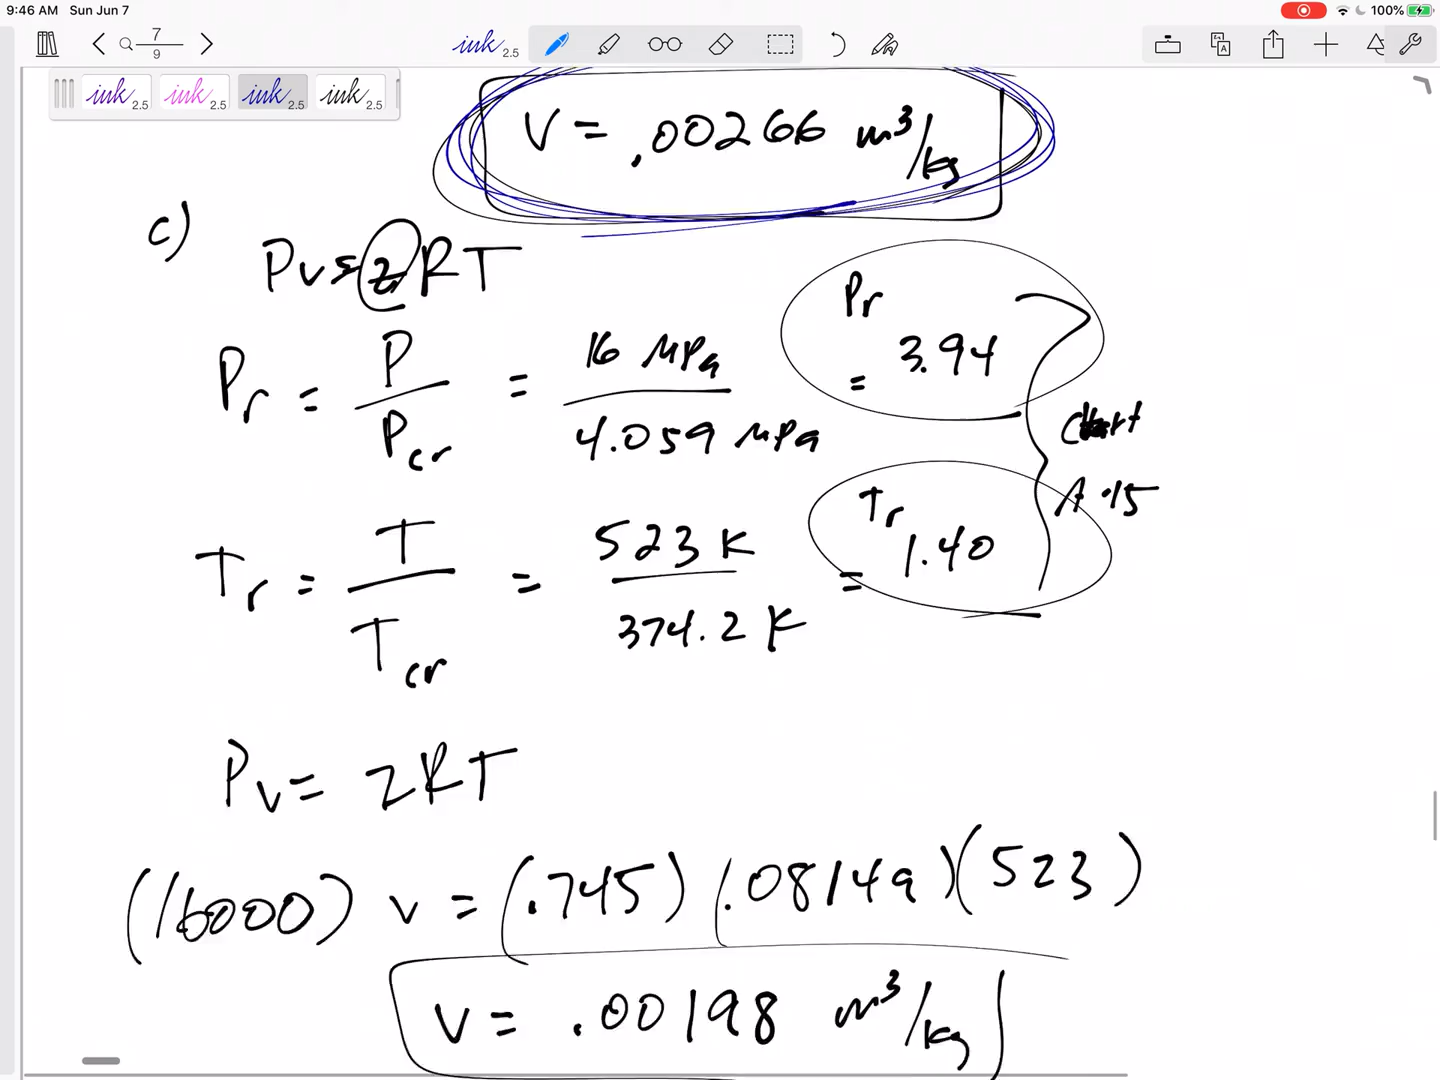 9:46 AM Sun Jun 7
100%
7
9
ink 2.5
ink 2.5
ink 2.5
ink 2.5
ink 2.5
V = .00266 m³/kg
c)
Pv = zRT
Pr = P / Pcr = 16 MPa / 4.059 MPa = Pr 3.94
Chart
A-15
Tr = T / Tcr = 523 K / 374.2 K = Tr 1.40
Pv = zRT
(16000) v = (.745)(.08149)(523)
v = .00198 m³/kg